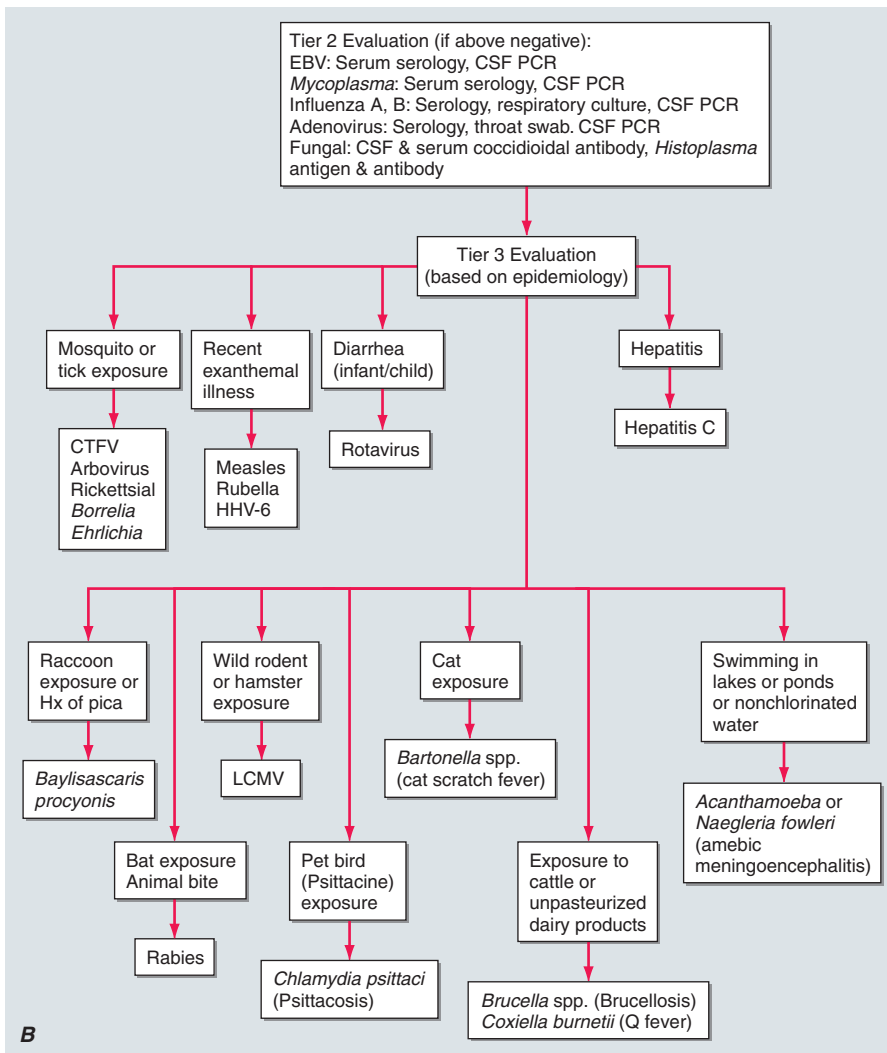 Tier 2 Evaluation (if above negative):
EBV: Serum serology, CSF PCR
Mycoplasma: Serum serology, CSF PCR
Influenza A, B: Serology, respiratory culture, CSF PCR
Adenovirus: Serology, throat swab. CSF PCR
Fungal: CSF & serum coccidioidal antibody, Histoplasma
antigen & antibody
Tier 3 Evaluation
(based on epidemiology)
Mosquito or
tick exposure
Recent
exanthemal
illness
Diarrhea
(infant/child)
Hepatitis
CTFV
Arbovirus
Rickettsial
Borrelia
Ehrlichia
Measles
Rubella
HHV-6
Rotavirus
Hepatitis C
Raccoon
exposure or
Hx of pica
Wild rodent
or hamster
exposure
Cat
exposure
Swimming in
lakes or ponds
or nonchlorinated
water
Baylisascaris
procyonis
LCMV
Bartonella spp.
(cat scratch fever)
Acanthamoeba or
Naegleria fowleri
(amebic
meningoencephalitis)
Bat exposure
Animal bite
Pet bird
(Psittacine)
exposure
Exposure to
cattle or
unpasteurized
dairy products
Rabies
Chlamydia psittaci
(Psittacosis)
Brucella spp. (Brucellosis)
Coxiella burnetii (Q fever)
B